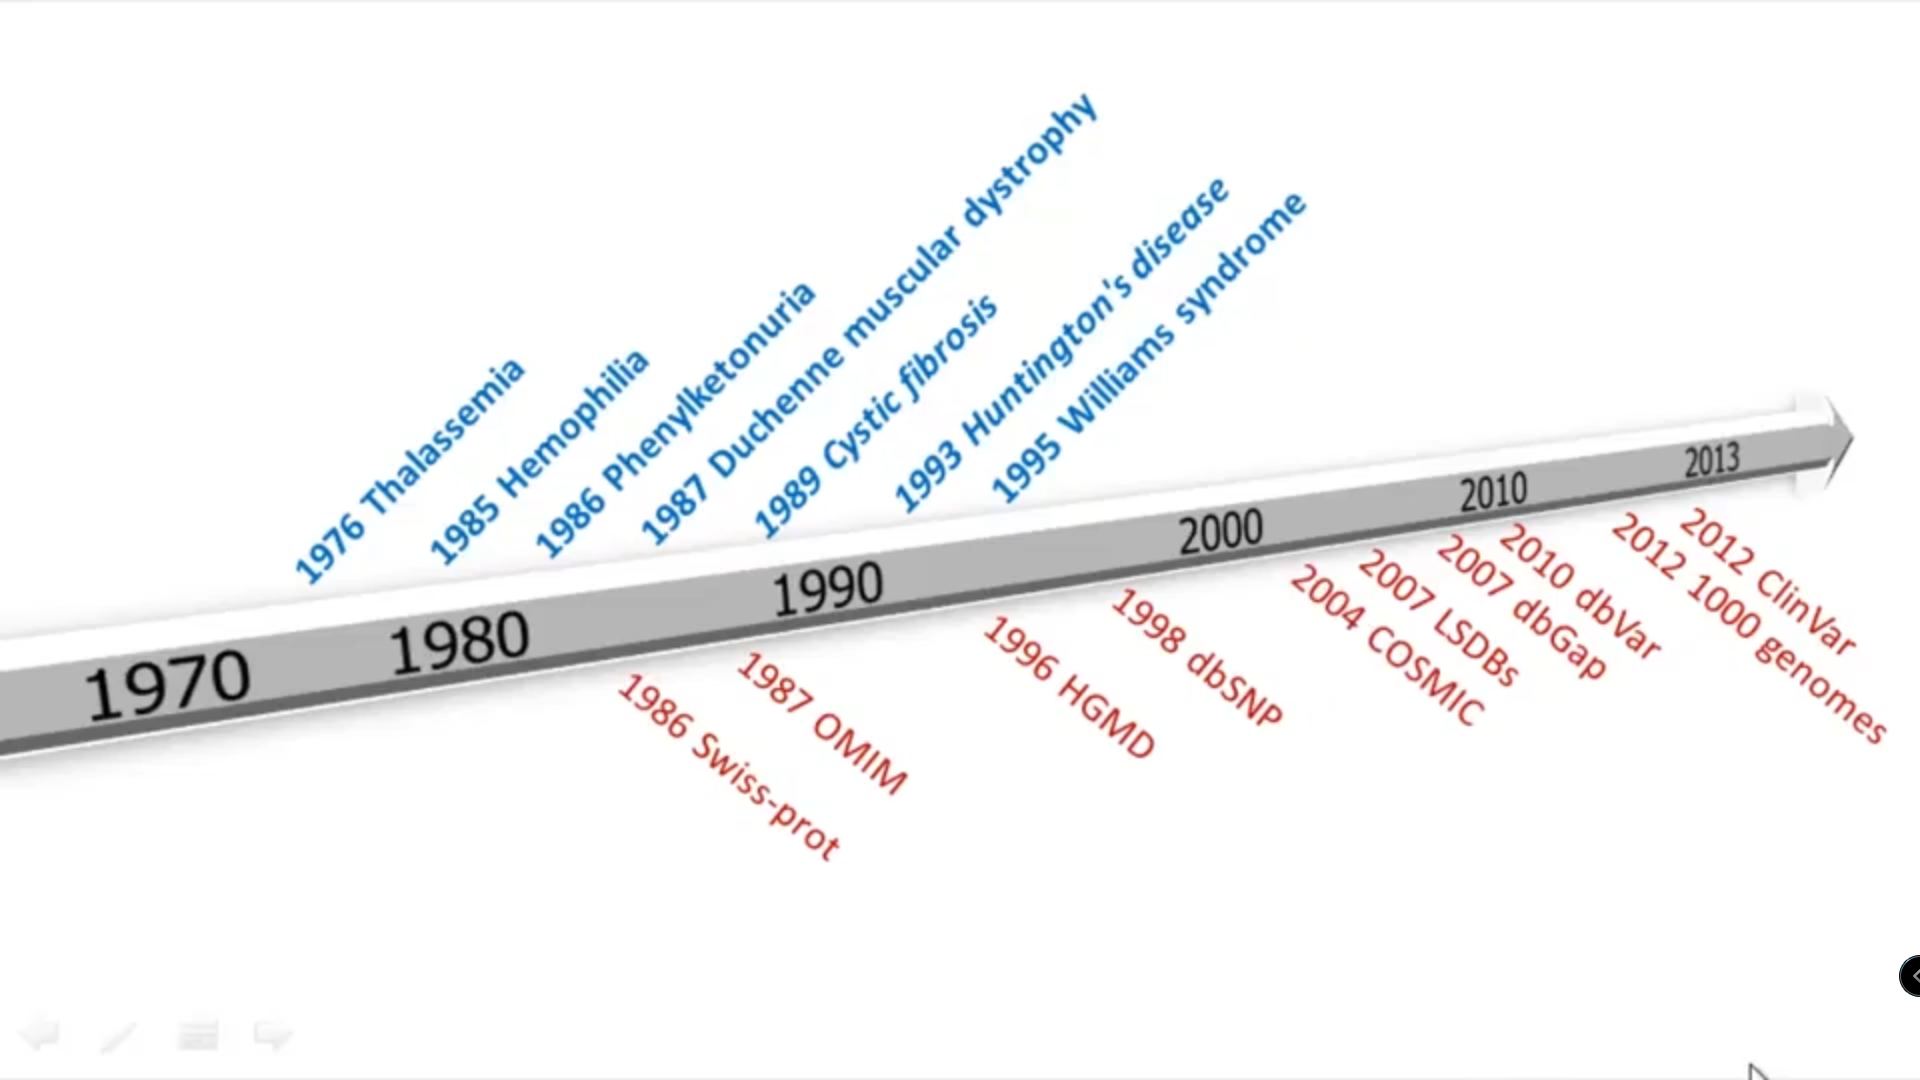 1976 Thalassemia
1985 Hemophilia
1986 Phenylketonuria
1987 Duchenne muscular dystrophy
1989 Cystic fibrosis
1993 Huntington's disease
1995 Williams syndrome
1970
1980
1990
2000
2010
2013
1986 Swiss-prot
1987 OMIM
1996 HGMD
1998 dbSNP
2004 COSMIC
2007 LSDBs
2007 dbGap
2010 dbVar
2012 1000 genomes
2012 ClinVar